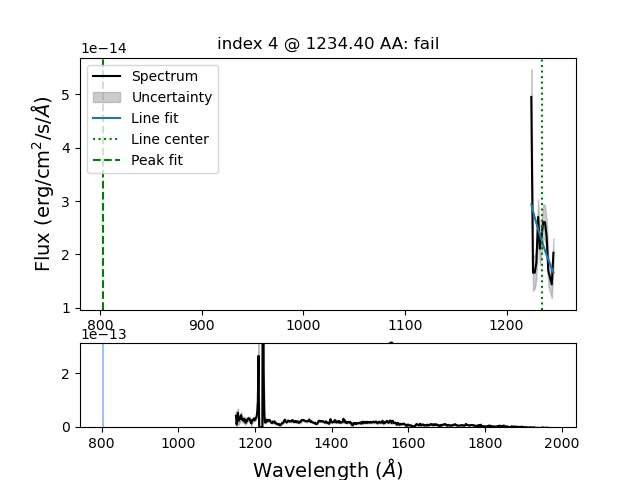 index 4 @ 1234.40 AA: fail
1e−14
Spectrum
Uncertainty
Line fit
Line center
Peak fit
Flux (erg/cm²/s/Å)
5
4
3
2
1
800 900 1000 1100 1200
1e−13
2
0
800 1000 1200 1400 1600 1800 2000
Wavelength (Å)